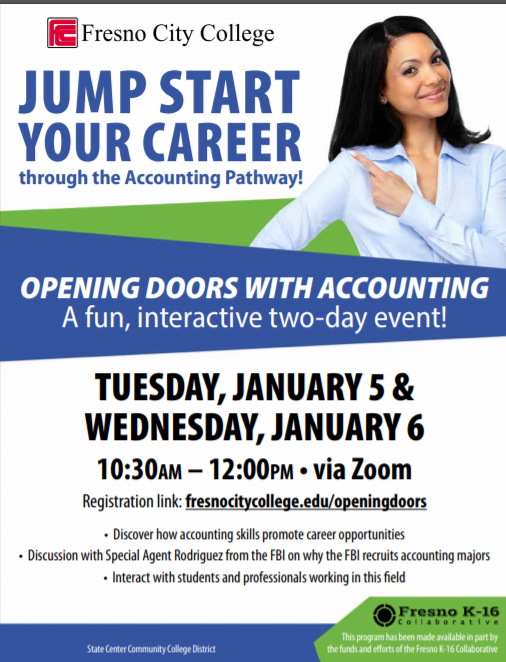 Fresno City College
JUMP START
YOUR CAREER
through the Accounting Pathway!
OPENING DOORS WITH ACCOUNTING
A fun, interactive two-day event!
TUESDAY, JANUARY 5 &
WEDNESDAY, JANUARY 6
10:30AM – 12:00PM • via Zoom
Registration link: fresnocitycollege.edu/openingdoors
• Discover how accounting skills promote career opportunities
• Discussion with Special Agent Rodriguez from the FBI on why the FBI recruits accounting majors
• Interact with students and professionals working in this field
Fresno K-16
Collaborative
This program has been made available in part by
the funds and efforts of the Fresno K-16 Collaborative
State Center Community College District